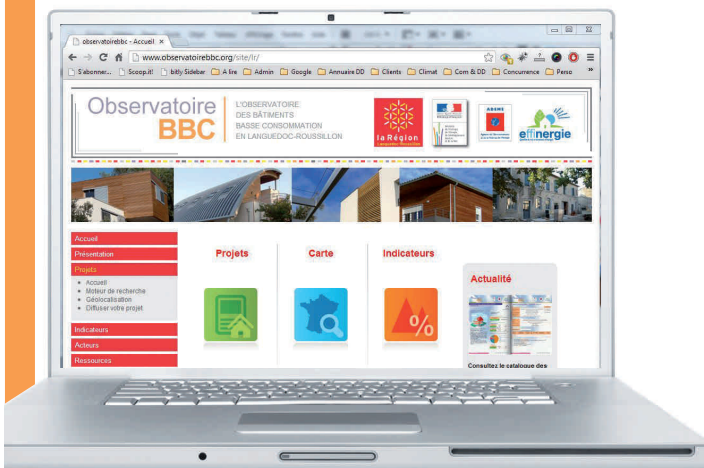 observatoirebbc - Accueil ×
www.observatoirebbc.org/site/lr/
S'abonner... Scoop.it! bitly Sidebar A lire Admin Google Annuaire DD Clients Climat Com & DD Concurrence Perso »
Observatoire
BBC
L'OBSERVATOIRE
DES BÂTIMENTS
BASSE CONSOMMATION
EN LANGUEDOC-ROUSSILLON
la Région
ADEME
effinergie
Accueil
Présentation
Projets
Accueil
Moteur de recherche
Géolocalisation
Diffuser votre projet
Indicateurs
Acteurs
Ressources
Projets
Carte
Indicateurs
%
Actualité
Consultez le catalogue des